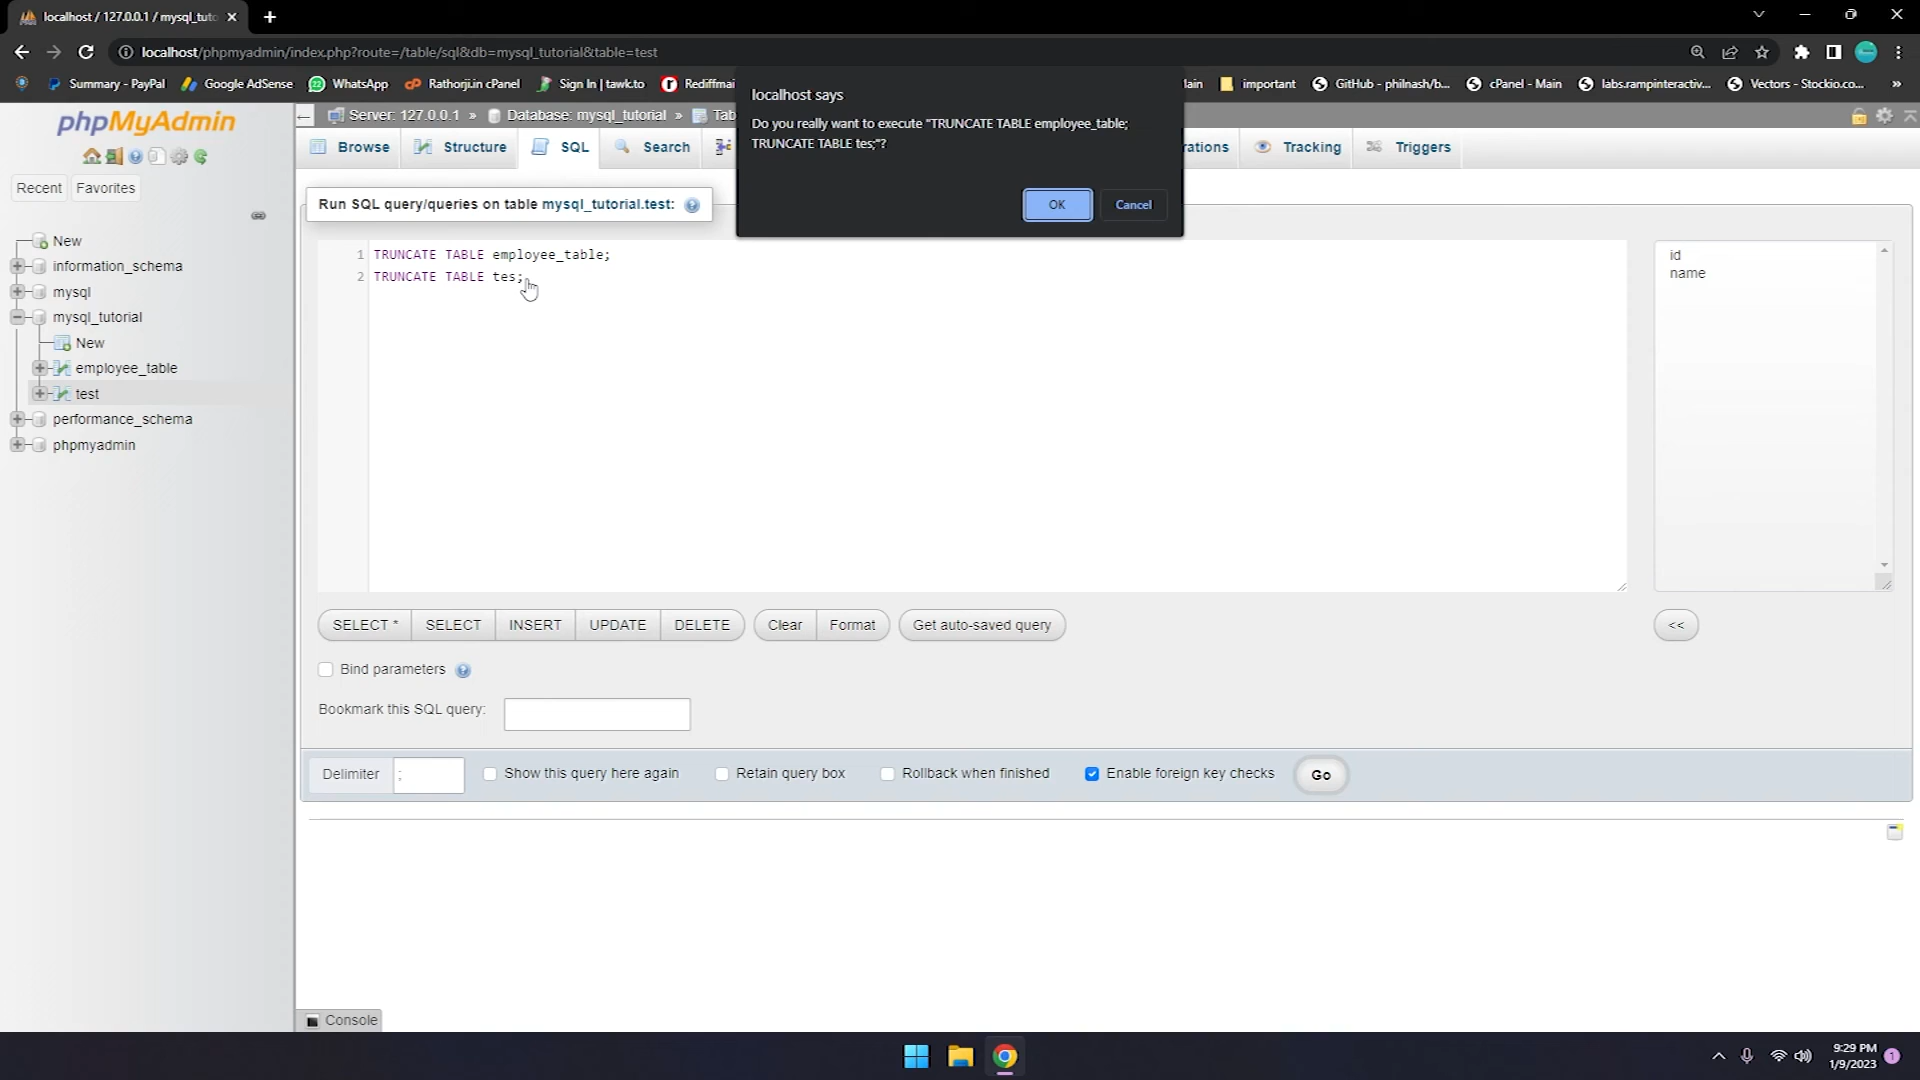 localhost / 127.0.0.1 / mysql_tuto
localhost/phpmyadmin/index.php?route=/table/sql&db=mysql_tutorial&table=test
Summary - PayPal
Google AdSense
WhatsApp
Rathorji.in cPanel
Sign In | tawk.to
Rediffmai
lain
important
GitHub - philnash/b...
cPanel - Main
labs.rampinteractiv...
Vectors - Stockio.co...
»
localhost says
Do you really want to execute "TRUNCATE TABLE employee_table;
TRUNCATE TABLE tes;"?
OK
Cancel
phpMyAdmin
Recent
Favorites
New
information_schema
mysql
mysql_tutorial
New
employee_table
test
performance_schema
phpmyadmin
Server: 127.0.0.1 » Database: mysql_tutorial » Tab
Browse
Structure
SQL
Search
rations
Tracking
Triggers
Run SQL query/queries on table mysql_tutorial.test:
1 TRUNCATE TABLE employee_table;
2 TRUNCATE TABLE tes;
id
name
SELECT *
SELECT
INSERT
UPDATE
DELETE
Clear
Format
Get auto-saved query
<<
Bind parameters
Bookmark this SQL query:
Delimiter
;
Show this query here again
Retain query box
Rollback when finished
Enable foreign key checks
Go
Console
9:29 PM
1/9/2023
1